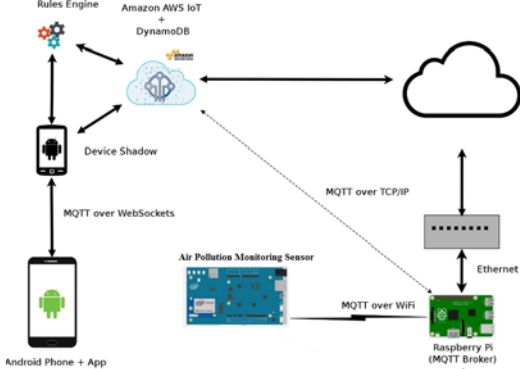 Rules Engine
Amazon AWS IoT
+
DynamoDB
amazon
Device Shadow
MQTT over TCP/IP
MQTT over WebSockets
Air Pollution Monitoring Sensor
Ethernet
MQTT over WiFi
Raspberry Pi
(MQTT Broker)
Android Phone + App